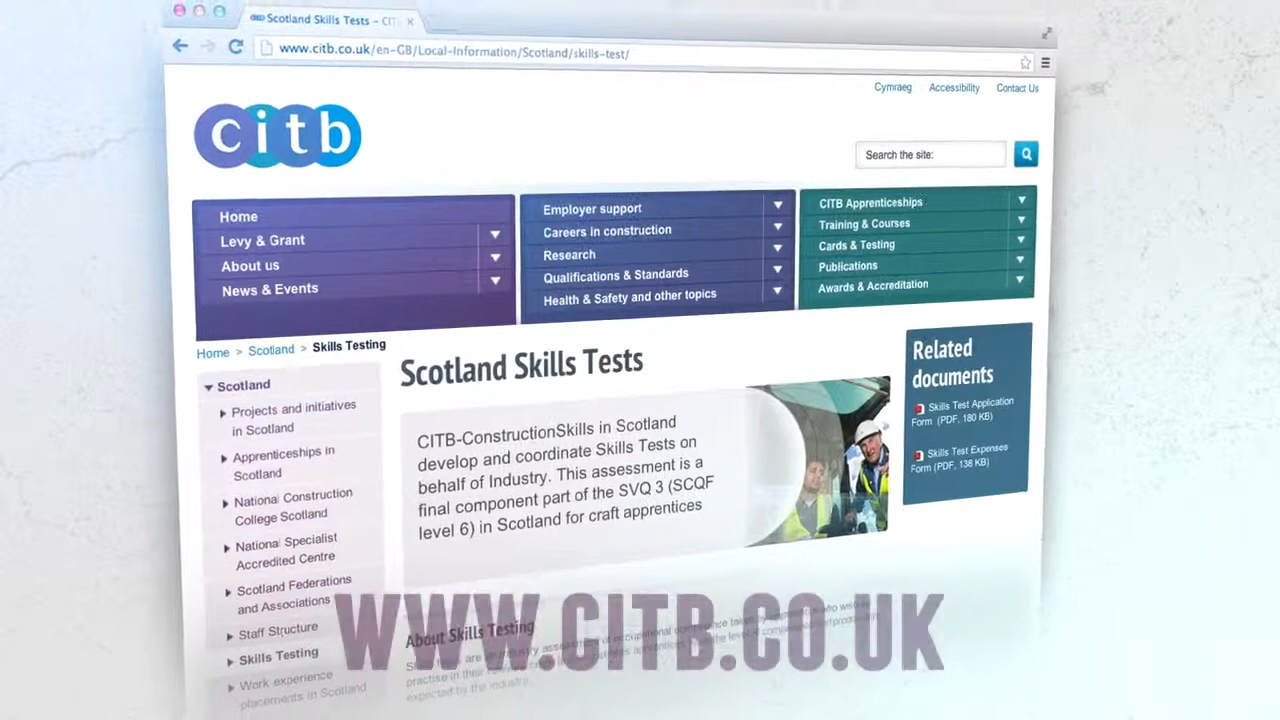 Scotland Skills Tests – CIT
www.citb.co.uk/en-GB/Local-Information/Scotland/skills-test/
Cymraeg Accessibility Contact Us
citb
Search the site:
Home
Levy & Grant
About us
News & Events
Employer support
Careers in construction
Research
Qualifications & Standards
Health & Safety and other topics
CITB Apprenticeships
Training & Courses
Cards & Testing
Publications
Awards & Accreditation
Home > Scotland > Skills Testing
Scotland
Projects and initiatives
in Scotland
Apprenticeships in
Scotland
National Construction
College Scotland
National Specialist
Accredited Centre
Scotland Federations
and Associations
Staff Structure
Skills Testing
Work experience
placements in Scotland
Scotland Skills Tests
CITB-ConstructionSkills in Scotland
develop and coordinate Skills Tests on
behalf of Industry. This assessment is a
final component part of the SVQ 3 (SCQF
level 6) in Scotland for craft apprentices
Related
documents
Skills Test Application
Form (PDF, 180 KB)
Skills Test Expenses
Form (PDF, 138 KB)
About Skills Testing
practise in their
expected by the industry.
WWW.CITB.CO.UK